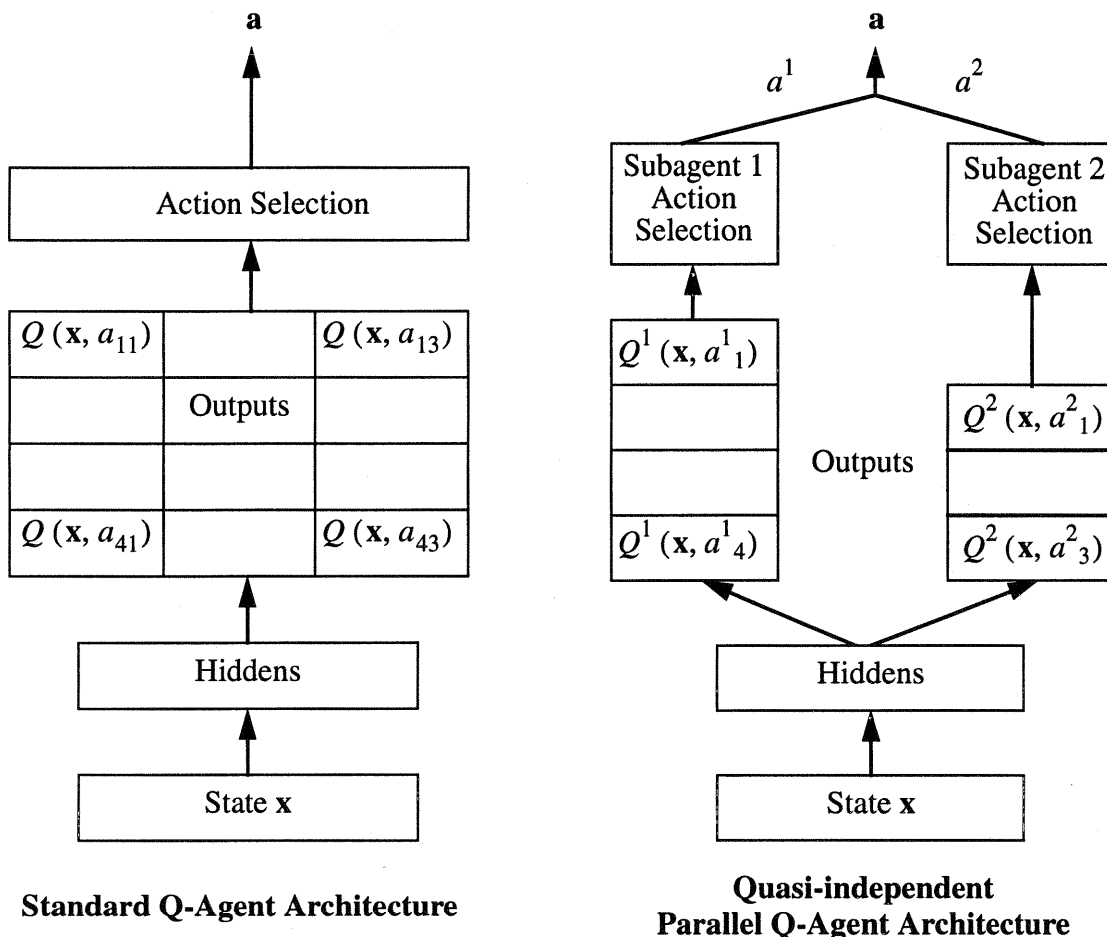 a
Action Selection
Q (x, a11)
Q (x, a13)
Outputs
Q (x, a41)
Q (x, a43)
Hiddens
State x
Standard Q-Agent Architecture
a
a1
a2
Subagent 1
Action
Selection
Subagent 2
Action
Selection
Q1 (x, a11)
Q2 (x, a21)
Outputs
Q1 (x, a14)
Q2 (x, a23)
Hiddens
State x
Quasi-independent
Parallel Q-Agent Architecture